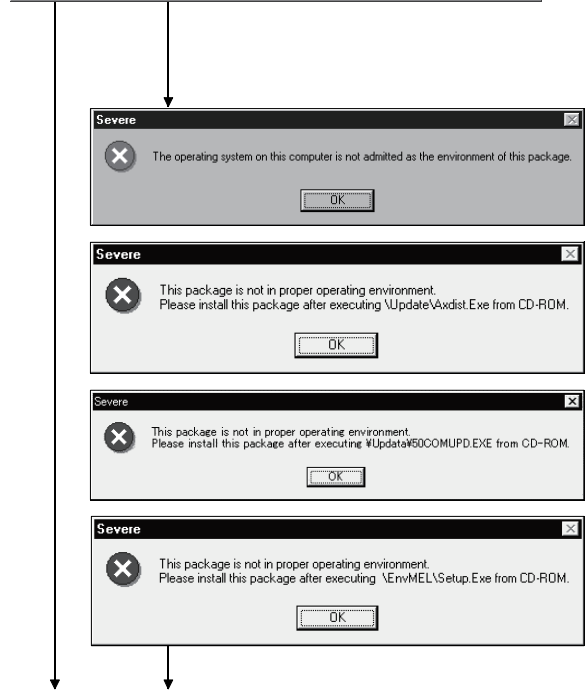 Severe
The operating system on this computer is not admitted as the environment of this package.
OK
Severe
This package is not in proper operating environment.
Please install this package after executing \Update\Axdist.Exe from CD-ROM.
OK
Severe
This package is not in proper operating environment.
Please install this package after executing ¥Updata¥50COMUPD.EXE from CD-ROM.
OK
Severe
This package is not in proper operating environment.
Please install this package after executing \EnvMEL\Setup.Exe from CD-ROM.
OK